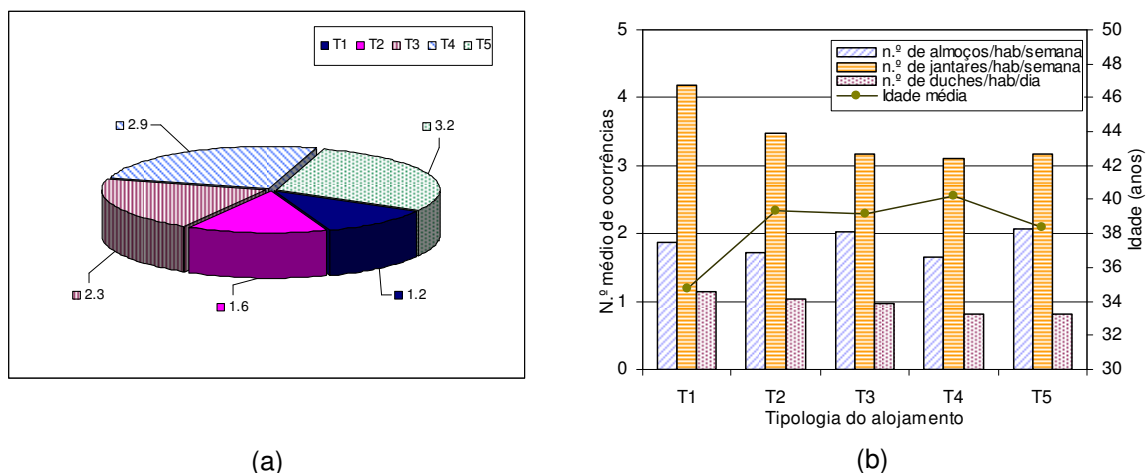 T1 T2 T3 T4 T5
2.9
3.2
2.3
1.6
1.2
(a)
5
4
3
2
1
0
N.º médio de ocorrências
n.º de almoços/hab/semana
n.º de jantares/hab/semana
n.º de duches/hab/dia
Idade média
50
48
46
44
42
40
38
36
34
32
30
Idade (anos)
T1 T2 T3 T4 T5
Tipologia do alojamento
(b)